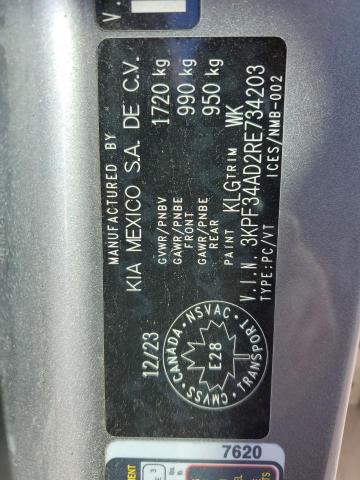 MANUFACTURED BY
KIA MEXICO S.A. DE C.V.
12/23
GVWR/PNBV 1720 kg
GAWR/PNBE FRONT 990 kg
GAWR/PNBE REAR 950 kg
PAINT KLG TRIM WK
V.I.N. 3KPF34AD2RE734203
TYPE:PC/VT ICES/NMB-002
CANADA • NSVAC • TRANSPORT • CMVSS •
E28
7620